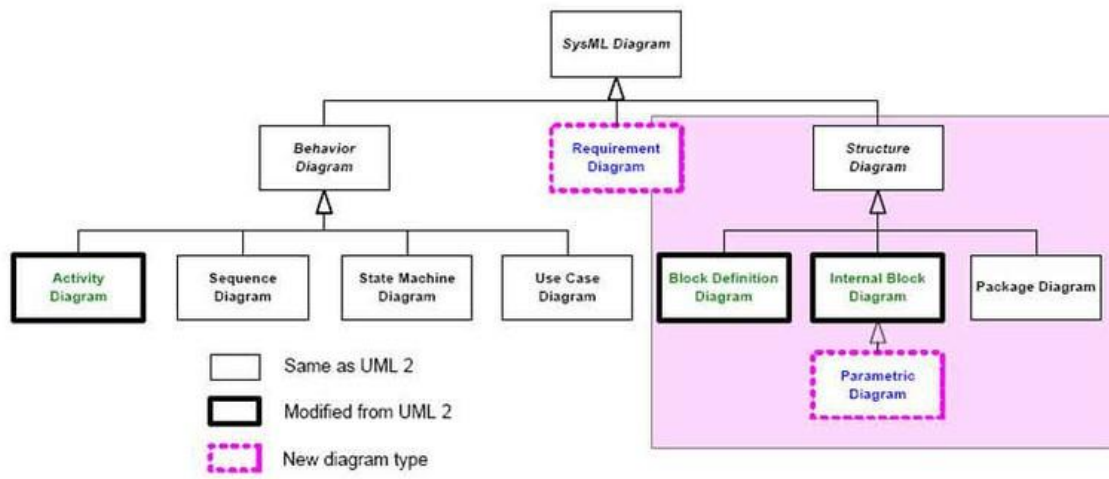 SysML Diagram
Behavior
Diagram
Requirement
Diagram
Structure
Diagram
Activity
Diagram
Sequence
Diagram
State Machine
Diagram
Use Case
Diagram
Block Definition
Diagram
Internal Block
Diagram
Package Diagram
Parametric
Diagram
Same as UML 2
Modified from UML 2
New diagram type